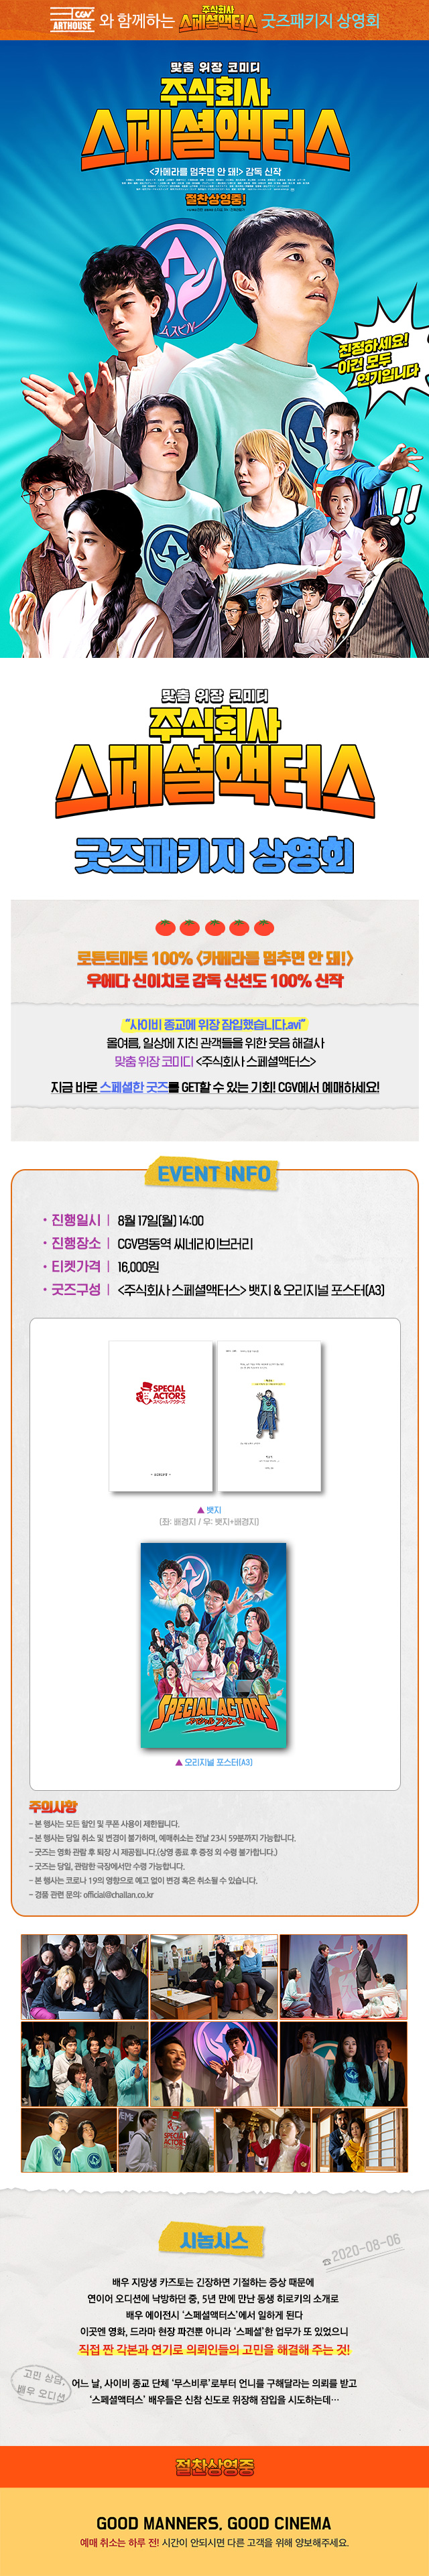 CGV
ARTHOUSE 와 함께하는 주식회사 스페셜액터스 굿즈패키지 상영회
맞춤 위장 코미디
주식회사
스페셜액터스
<카메라를 멈추면 안 돼!> 감독 신작
절찬상영중!
진정하세요!
이건 모두
연기입니다
!!
맞춤 위장 코미디
주식회사
스페셜액터스
굿즈패키지 상영회
로튼토마토 100% <카메라를 멈추면 안 돼!>
우에다 신이치로 감독 신선도 100% 신작
“사이비 종교에 위장 잠입했습니다.avi”
올여름, 일상에 지친 관객들을 위한 웃음 해결사
맞춤 위장 코미디 <주식회사 스페셜액터스>
지금 바로 스페셜한 굿즈를 GET할 수 있는 기회! CGV에서 예매하세요!
EVENT INFO
• 진행일시 | 8월 17일(월) 14:00
• 진행장소 | CGV명동역 씨네라이브러리
• 티켓가격 | 16,000원
• 굿즈구성 | <주식회사 스페셜액터스> 뱃지 & 오리지널 포스터(A3)
SPECIAL
ACTORS
スペシャル・アクターズ
▲ 뱃지
(좌: 배경지 / 우: 뱃지+배경지)
SPECIAL ACTORS
スペシャル・アクターズ
▲ 오리지널 포스터(A3)
주의사항
- 본 행사는 모든 할인 및 쿠폰 사용이 제한됩니다.
- 본 행사는 당일 취소 및 변경이 불가하며, 예매취소는 전날 23시 59분까지 가능합니다.
- 굿즈는 영화 관람 후 퇴장 시 제공됩니다.(상영 종료 후 증정 외 수령 불가합니다.)
- 굿즈는 당일, 관람한 극장에서만 수령 가능합니다.
- 본 행사는 코로나 19의 영향으로 예고 없이 변경 혹은 취소될 수 있습니다.
- 경품 관련 문의: official@challan.co.kr
SPECIAL
ACTORS
시놉시스
☎ 2020-08-06
배우 지망생 카즈토는 긴장하면 기절하는 증상 때문에
연이어 오디션에 낙방하던 중, 5년 만에 만난 동생 히로키의 소개로
배우 에이전시 ‘스페셜액터스’에서 일하게 된다
이곳엔 영화, 드라마 현장 파견뿐 아니라 ‘스페셜’한 업무가 또 있었으니
직접 짠 각본과 연기로 의뢰인들의 고민을 해결해 주는 것!
고민 상담,
배우 오디션
어느 날, 사이비 종교 단체 ‘무스비루’로부터 언니를 구해달라는 의뢰를 받고
‘스페셜액터스’ 배우들은 신참 신도로 위장해 잠입을 시도하는데…
절찬상영중
GOOD MANNERS, GOOD CINEMA
예매 취소는 하루 전! 시간이 안되시면 다른 고객을 위해 양보해주세요.